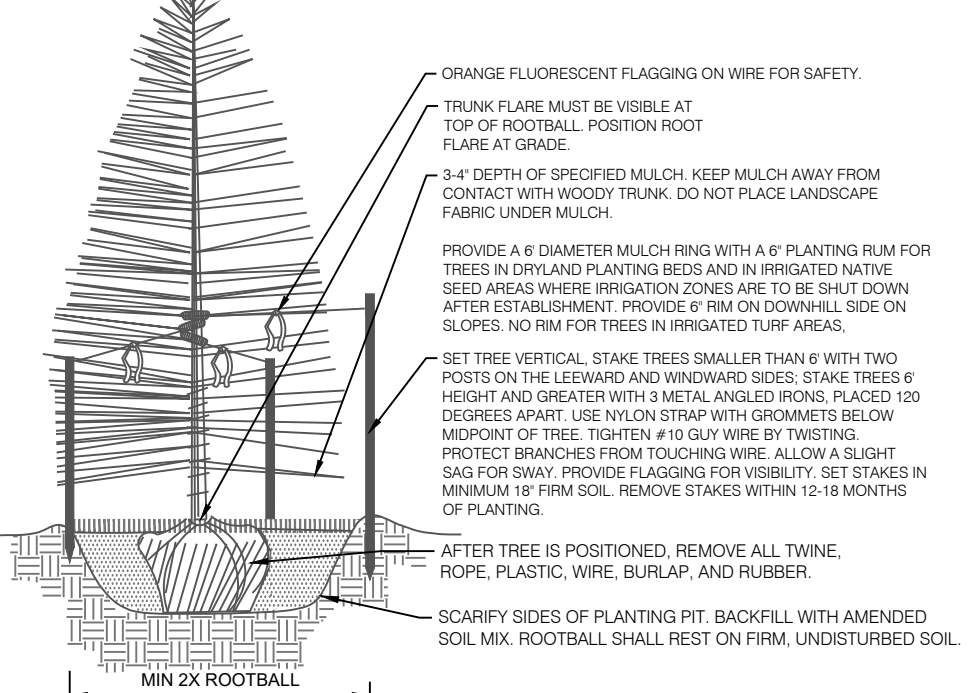 ORANGE FLUORESCENT FLAGGING ON WIRE FOR SAFETY.
TRUNK FLARE MUST BE VISIBLE AT
TOP OF ROOTBALL. POSITION ROOT
FLARE AT GRADE.
3-4" DEPTH OF SPECIFIED MULCH. KEEP MULCH AWAY FROM
CONTACT WITH WOODY TRUNK. DO NOT PLACE LANDSCAPE
FABRIC UNDER MULCH.
PROVIDE A 6' DIAMETER MULCH RING WITH A 6" PLANTING RUM FOR
TREES IN DRYLAND PLANTING BEDS AND IN IRRIGATED NATIVE
SEED AREAS WHERE IRRIGATION ZONES ARE TO BE SHUT DOWN
AFTER ESTABLISHMENT. PROVIDE 6" RIM ON DOWNHILL SIDE ON
SLOPES. NO RIM FOR TREES IN IRRIGATED TURF AREAS,
SET TREE VERTICAL, STAKE TREES SMALLER THAN 6' WITH TWO
POSTS ON THE LEEWARD AND WINDWARD SIDES; STAKE TREES 6'
HEIGHT AND GREATER WITH 3 METAL ANGLED IRONS, PLACED 120
DEGREES APART. USE NYLON STRAP WITH GROMMETS BELOW
MIDPOINT OF TREE. TIGHTEN #10 GUY WIRE BY TWISTING.
PROTECT BRANCHES FROM TOUCHING WIRE. ALLOW A SLIGHT
SAG FOR SWAY. PROVIDE FLAGGING FOR VISIBILITY. SET STAKES IN
MINIMUM 18" FIRM SOIL. REMOVE STAKES WITHIN 12-18 MONTHS
OF PLANTING.
AFTER TREE IS POSITIONED, REMOVE ALL TWINE,
ROPE, PLASTIC, WIRE, BURLAP, AND RUBBER.
SCARIFY SIDES OF PLANTING PIT. BACKFILL WITH AMENDED
SOIL MIX. ROOTBALL SHALL REST ON FIRM, UNDISTURBED SOIL.
MIN 2X ROOTBALL